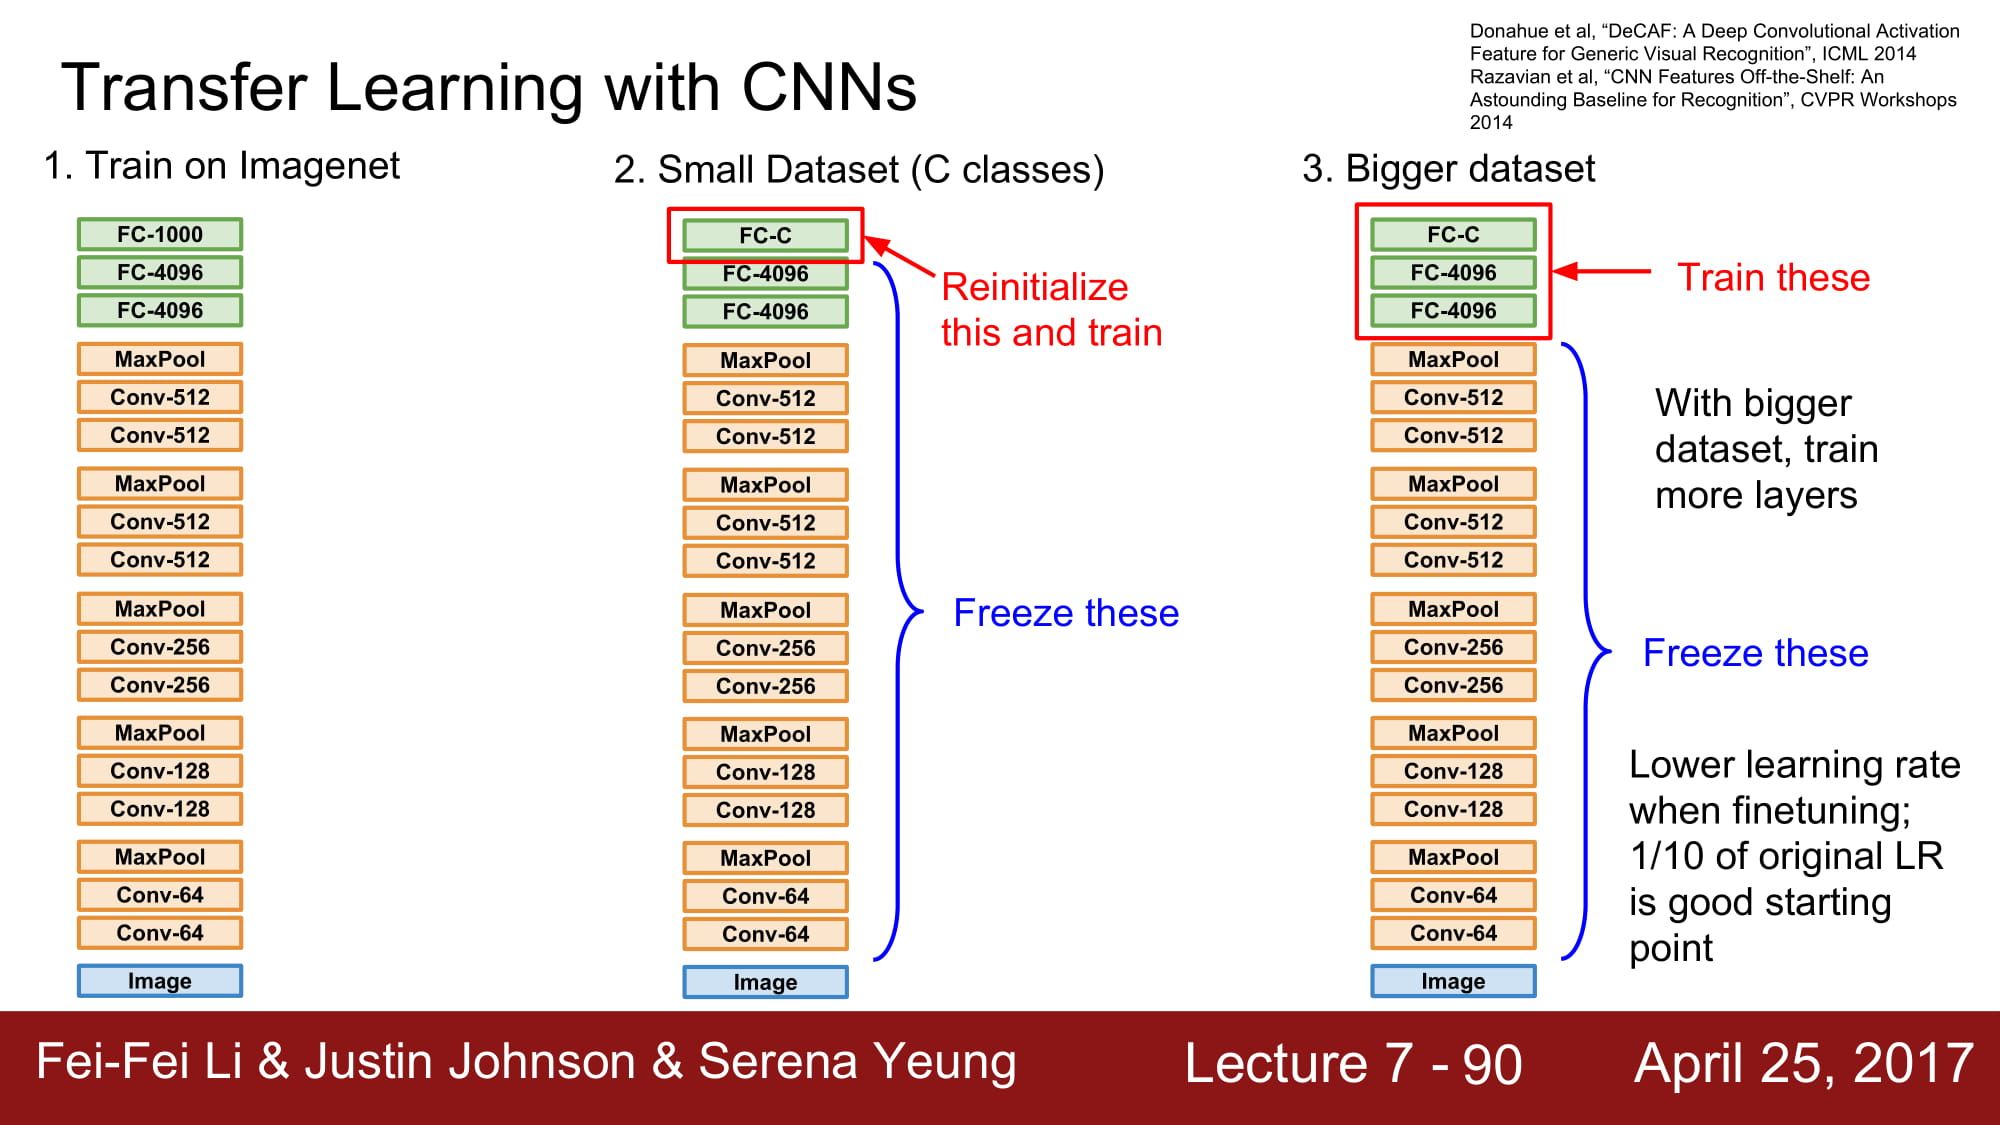 Transfer Learning with CNNs
Donahue et al, “DeCAF: A Deep Convolutional Activation
Feature for Generic Visual Recognition”, ICML 2014
Razavian et al, “CNN Features Off-the-Shelf: An
Astounding Baseline for Recognition”, CVPR Workshops
2014
1. Train on Imagenet
FC-1000
FC-4096
FC-4096
MaxPool
Conv-512
Conv-512
MaxPool
Conv-512
Conv-512
MaxPool
Conv-256
Conv-256
MaxPool
Conv-128
Conv-128
MaxPool
Conv-64
Conv-64
Image
2. Small Dataset (C classes)
FC-C
FC-4096
FC-4096
MaxPool
Conv-512
Conv-512
MaxPool
Conv-512
Conv-512
MaxPool
Conv-256
Conv-256
MaxPool
Conv-128
Conv-128
MaxPool
Conv-64
Conv-64
Image
Reinitialize
this and train
Freeze these
3. Bigger dataset
FC-C
FC-4096
FC-4096
MaxPool
Conv-512
Conv-512
MaxPool
Conv-512
Conv-512
MaxPool
Conv-256
Conv-256
MaxPool
Conv-128
Conv-128
MaxPool
Conv-64
Conv-64
Image
Train these
With bigger
dataset, train
more layers
Freeze these
Lower learning rate
when finetuning;
1/10 of original LR
is good starting
point
Fei-Fei Li & Justin Johnson & Serena Yeung
Lecture 7 - 90
April 25, 2017